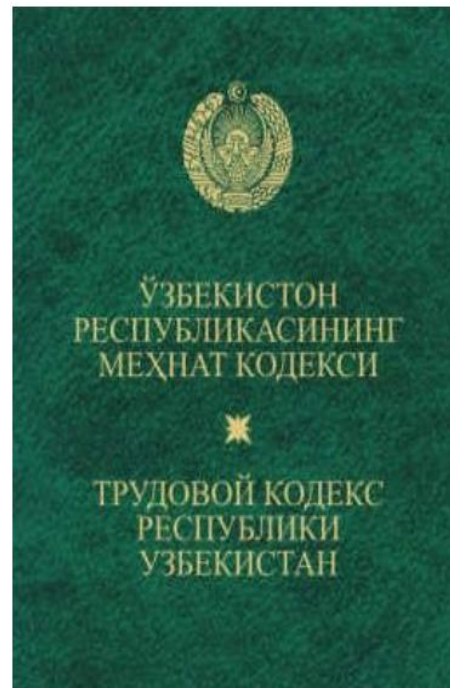 ЎЗБЕКИСТОН
РЕСПУБЛИКАСИНИНГ
МЕҲНАТ КОДЕКСИ
ТРУДОВОЙ КОДЕКС
РЕСПУБЛИКИ
УЗБЕКИСТАН